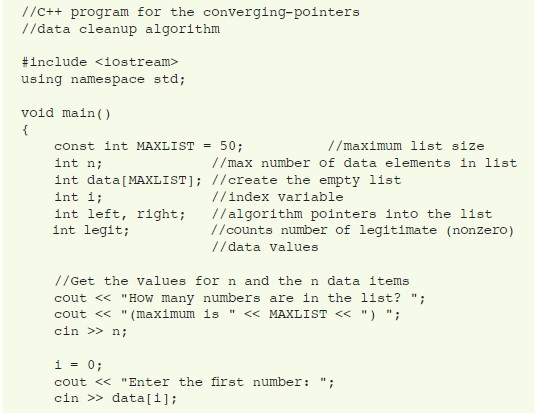 //C++ program for the converging-pointers
//data cleanup algorithm
#include <iostream>
using namespace std;
void main()
{
const int MAXLIST = 50; //maximum list size
int n; //max number of data elements in list
int data[MAXLIST]; //create the empty list
int i; //index variable
int left, right; //algorithm pointers into the list
int legit; //counts number of legitimate (nonzero)
//data values
//Get the values for n and the n data items
cout << "How many numbers are in the list? ";
cout << "(maximum is " << MAXLIST << ") ";
cin >> n;
i = 0;
cout << "Enter the first number: ";
cin >> data[i];